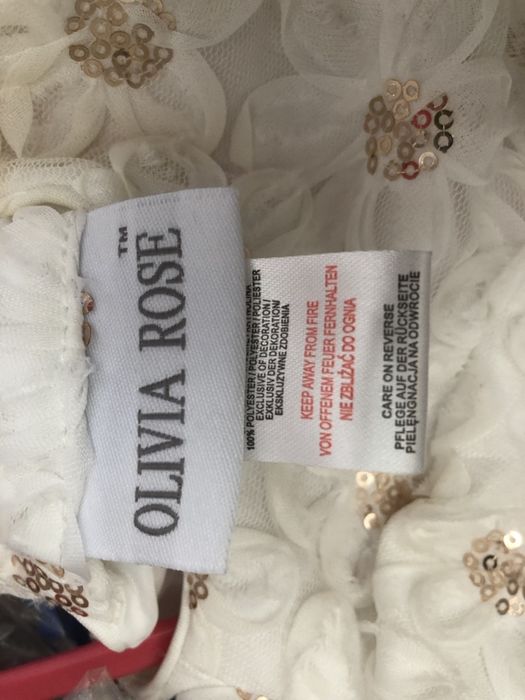 OLIVIA ROSE™
100% POLYESTER / POLYESTER / POLIESTER
EXCLUSIVE OF DECORATION /
EXKLUSIV DER DEKORATION/
EKSKLUZYWNE ZDOBIENIA
KEEP AWAY FROM FIRE
VON OFFENEM FEUER FERNHALTEN
NIE ZBLIŻAĆ DO OGNIA
CARE ON REVERSE
PFLEGE AUF DER RÜCKSEITE
PIELĘNGNACJA NA ODWROCIE